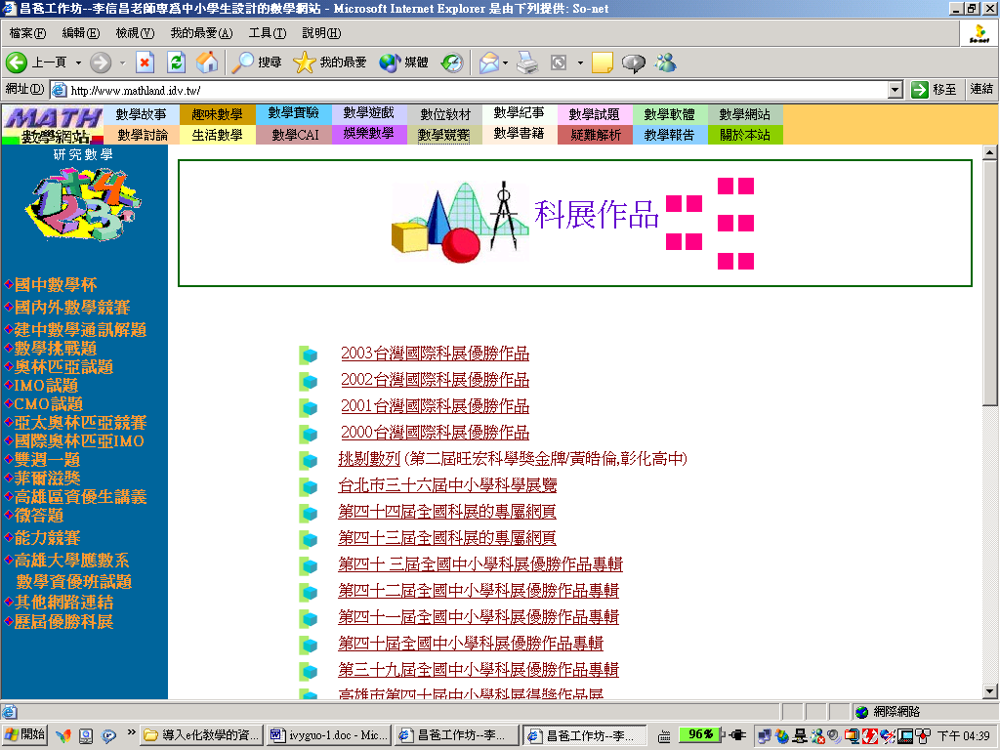 昌爸工作坊--李信昌老師專為中小學生設計的數學網站 - Microsoft Internet Explorer 是由下列提供: So-net
檔案(F) 編輯(E) 檢視(V) 我的最愛(A) 工具(T) 說明(H)
So-net
上一頁 搜尋 我的最愛 媒體
網址(D) http://www.mathland.idv.tw/ 移至 連結
MATH
數學網站
數學故事 趣味數學 數學實驗 數學遊戲 數位教材 數學紀事 數學試題 數學軟體 數學網站
數學討論 生活數學 數學CAI 娛樂數學 數學競賽 數學書籍 疑難解析 教學報告 關於本站
研究數學
國中數學杯
國內外數學競賽
建中數學通訊解題
數學挑戰題
奧林匹亞試題
IMO試題
CMO試題
亞太奧林匹亞競賽
國際奧林匹亞IMO
雙週一題
菲爾滋獎
高雄區資優生講義
徵答題
能力競賽
高雄大學應數系
數學資優班試題
其他網路連結
歷屆優勝科展
科展作品
2003台灣國際科展優勝作品
2002台灣國際科展優勝作品
2001台灣國際科展優勝作品
2000台灣國際科展優勝作品
挑剔數列 (第二屆旺宏科學獎金牌/黃皓倫,彰化高中)
台北市三十六屆中小學科學展覽
第四十四屆全國科展的專屬網頁
第四十三屆全國科展的專屬網頁
第四十 三屆全國中小學科展優勝作品專輯
第四十二屆全國中小學科展優勝作品專輯
第四十一屆全國中小學科展優勝作品專輯
第四十屆全國中小學科展優勝作品專輯
第三十九屆全國中小學科展優勝作品專輯
高雄市第四十屆中小學科展得獎作品展
網際網路
開始 » 導入e化教學的資... ivyguo-1.doc - Mic... 昌爸工作坊--李... 昌爸工作坊--李... 96% 下午 04:39